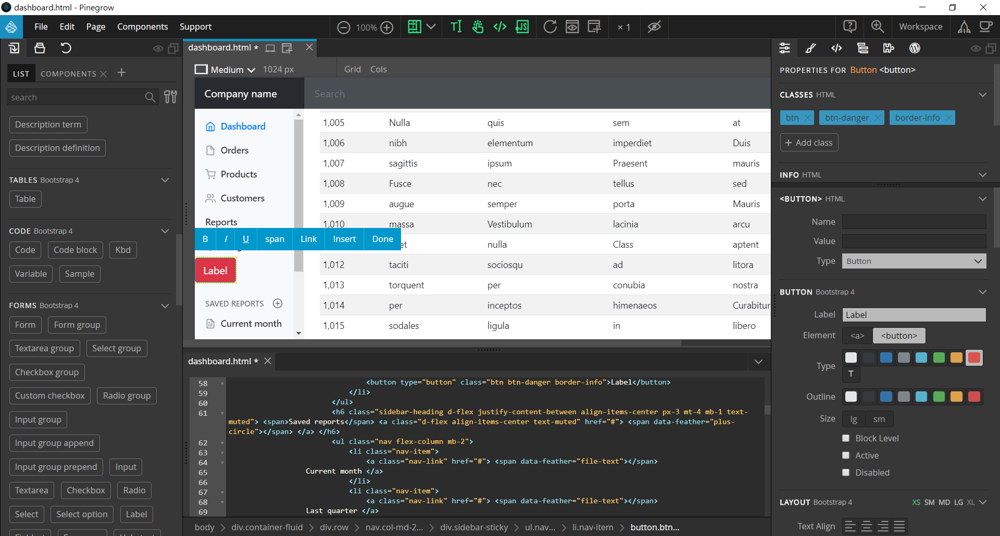 dashboard.html - Pinegrow
File Edit Page Components Support
100% × 1 Workspace
LIST COMPONENTS
search
Description term
Description definition
TABLES Bootstrap 4
Table
CODE Bootstrap 4
Code Code block Kbd
Variable Sample
FORMS Bootstrap 4
Form Form group
Textarea group Select group
Checkbox group
Custom checkbox Radio group
Input group
Input group append
Input group prepend Input
Textarea Checkbox Radio
Select Select option Label
dashboard.html *
Medium 1024 px Grid Cols
Company name Search
Dashboard
Orders
Products
Customers
Reports
B I U span Link Insert Done
Label
SAVED REPORTS
Current month
1,005 Nulla quis sem at
1,006 nibh elementum imperdiet Duis
1,007 sagittis ipsum Praesent mauris
1,008 Fusce nec tellus sed
1,009 augue semper porta Mauris
1,010 massa Vestibulum lacinia arcu
et nulla Class aptent
1,012 taciti sociosqu ad litora
1,013 torquent per conubia nostra
1,014 per inceptos himenaeos Curabitur
1,015 sodales ligula in libero
dashboard.html *
58 <button type="button" class="btn btn-danger border-info">Label</button>
59 </li>
60 </ul>
61 <h6 class="sidebar-heading d-flex justify-content-between align-items-center px-3 mt-4 mb-1 text-
muted"> <span>Saved reports</span> <a class="d-flex align-items-center text-muted" href="#"> <span data-feather="plus-
circle"></span> </a> </h6>
62 <ul class="nav flex-column mb-2">
63 <li class="nav-item">
64 <a class="nav-link" href="#"> <span data-feather="file-text"></span>
65 Current month </a>
66 </li>
67 <li class="nav-item">
68 <a class="nav-link" href="#"> <span data-feather="file-text"></span>
69 Last quarter </a>
body div.container-fluid div.row nav.col-md-2... div.sidebar-sticky ul.nav... li.nav-item button.btn...
PROPERTIES FOR Button <button>
CLASSES HTML
btn btn-danger border-info
+ Add class
INFO HTML
<BUTTON> HTML
Name
Value
Type Button
BUTTON Bootstrap 4
Label Label
Element <a> <button>
Type
T
Outline
Size lg sm
Block Level
Active
Disabled
LAYOUT Bootstrap 4 XS SM MD LG XL
Text Align